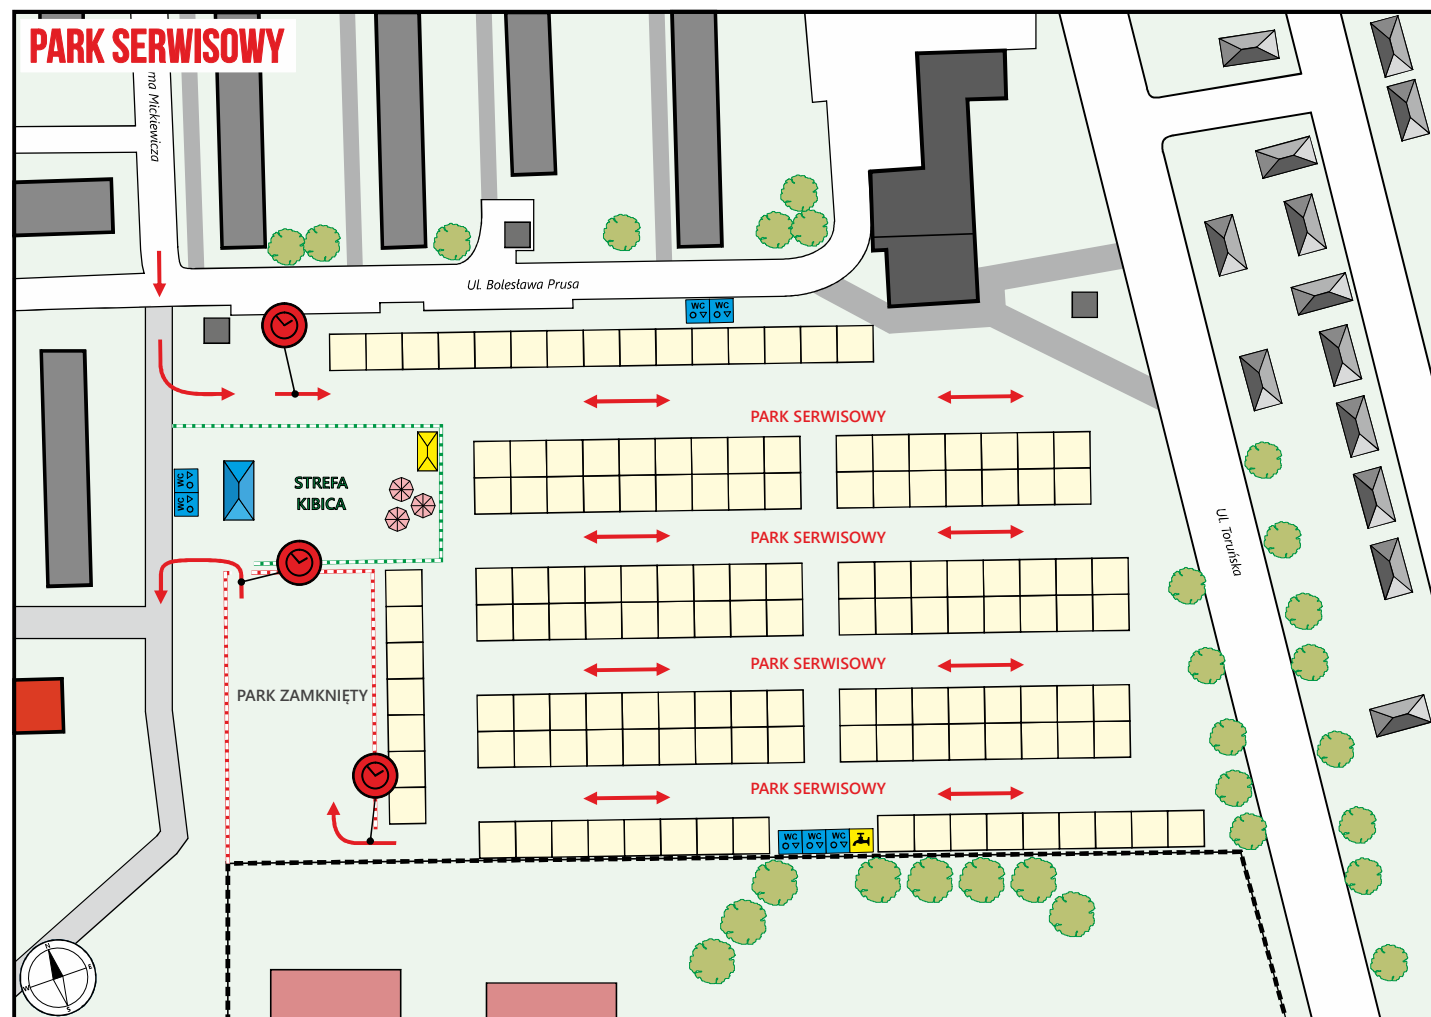 PARK SERWISOWY
ma Mickiewicza
UL. Bolesława Prusa
WC WC
PARK SERWISOWY
WC
WC
STREFA
KIBICA
PARK SERWISOWY
UL. Toruńska
PARK SERWISOWY
PARK ZAMKNIĘTY
PARK SERWISOWY
WC WC WC
N
E
W
S